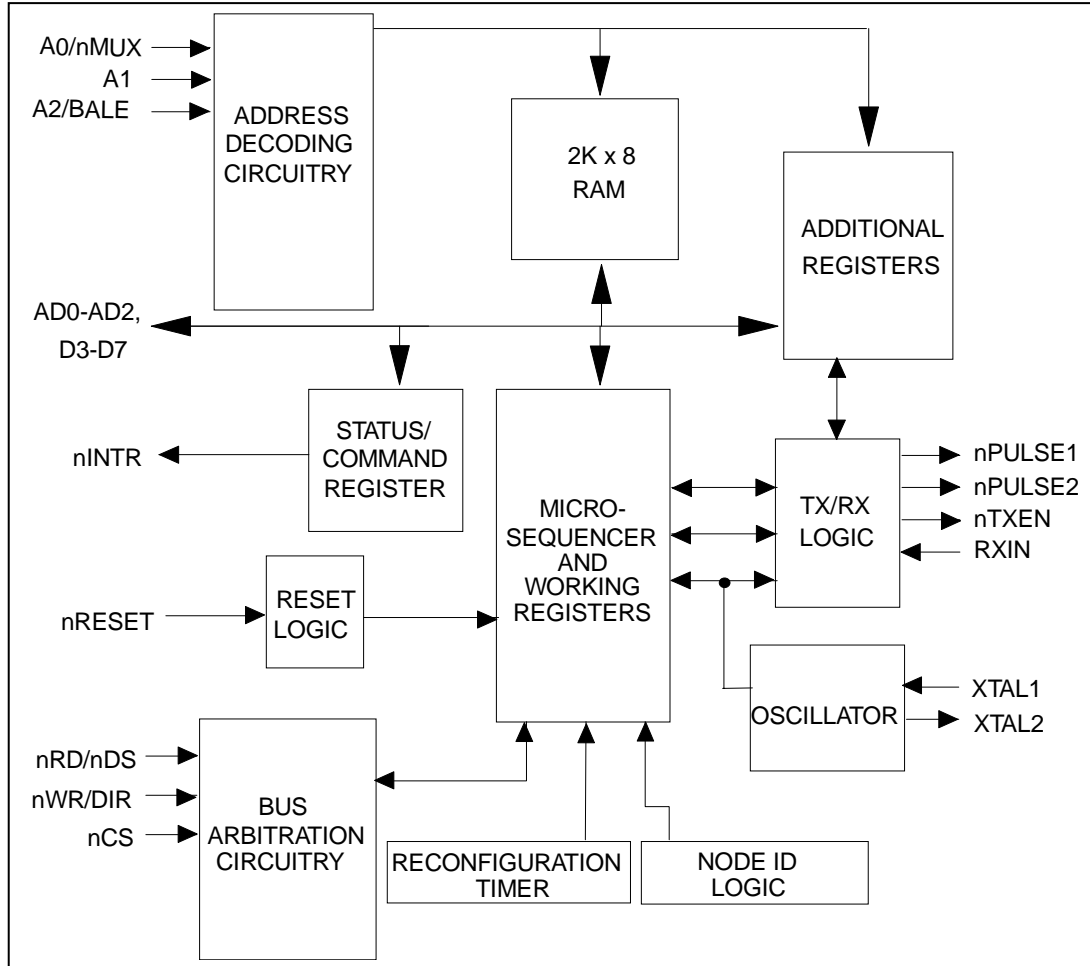 A0/nMUX
A1
A2/BALE
ADDRESS
DECODING
CIRCUITRY
2K x 8
RAM
ADDITIONAL
REGISTERS
AD0-AD2,
D3-D7
nINTR
STATUS/
COMMAND
REGISTER
MICRO-
SEQUENCER
AND
WORKING
REGISTERS
TX/RX
LOGIC
nPULSE1
nPULSE2
nTXEN
RXIN
nRESET
RESET
LOGIC
OSCILLATOR
XTAL1
XTAL2
nRD/nDS
nWR/DIR
nCS
BUS
ARBITRATION
CIRCUITRY
RECONFIGURATION
TIMER
NODE ID
LOGIC